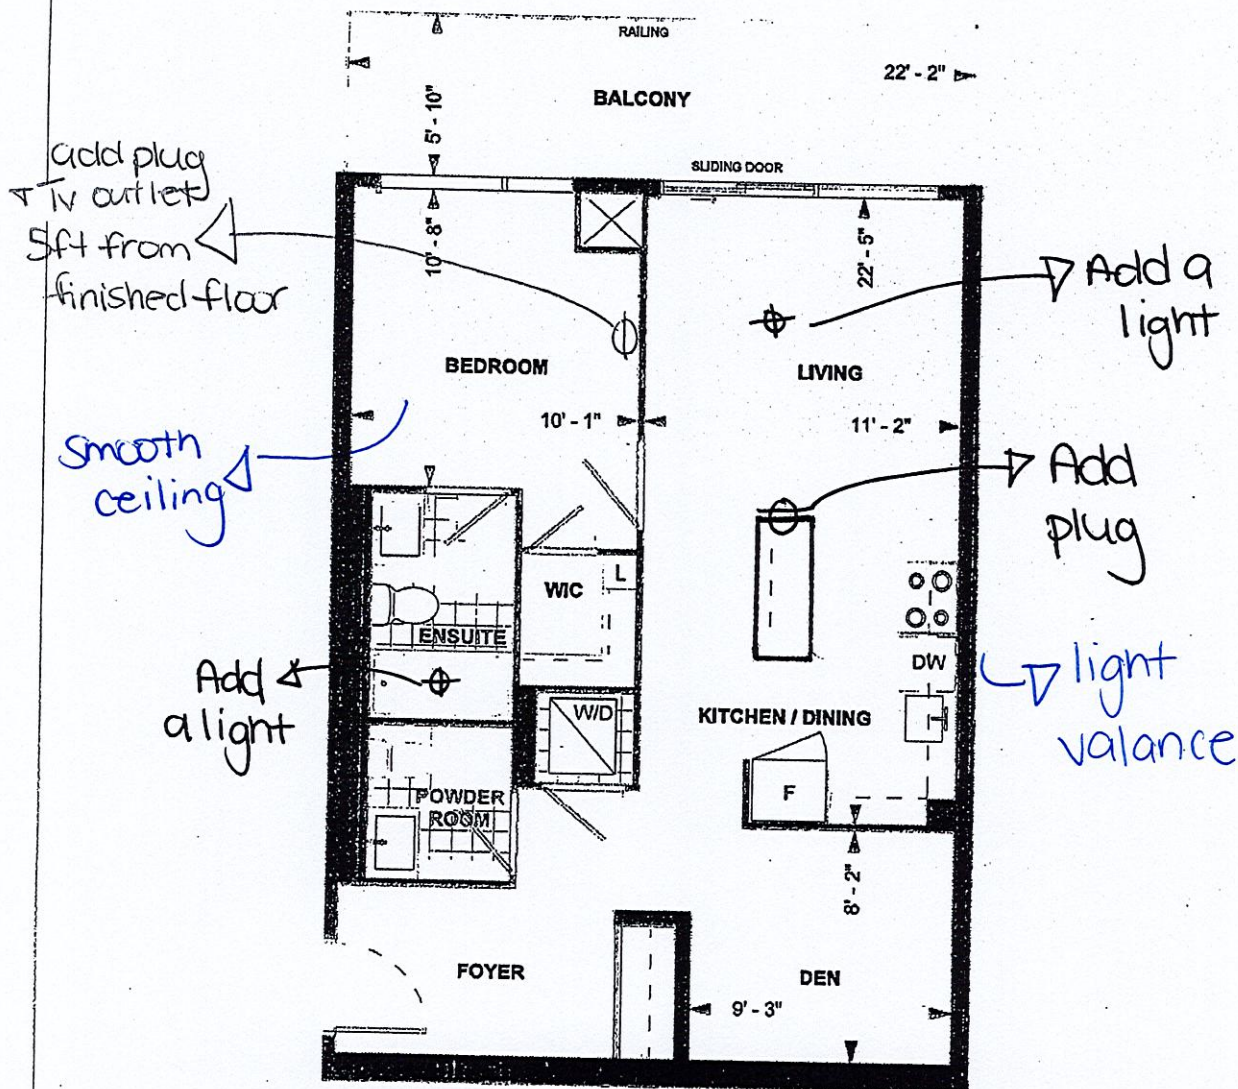 RAILING
22' - 2"
BALCONY
5' - 10"
SLIDING DOOR
add plug
+ Tv outlet
5ft from
finished floor
10' - 8"
22' - 5"
Add a
light
BEDROOM
LIVING
10' - 1"
11' - 2"
smooth
ceiling
Add
plug
WIC
L
ENSUITE
DW
light
valance
Add
a light
W/D
KITCHEN / DINING
F
POWDER
ROOM
8' - 2"
FOYER
DEN
9' - 3"